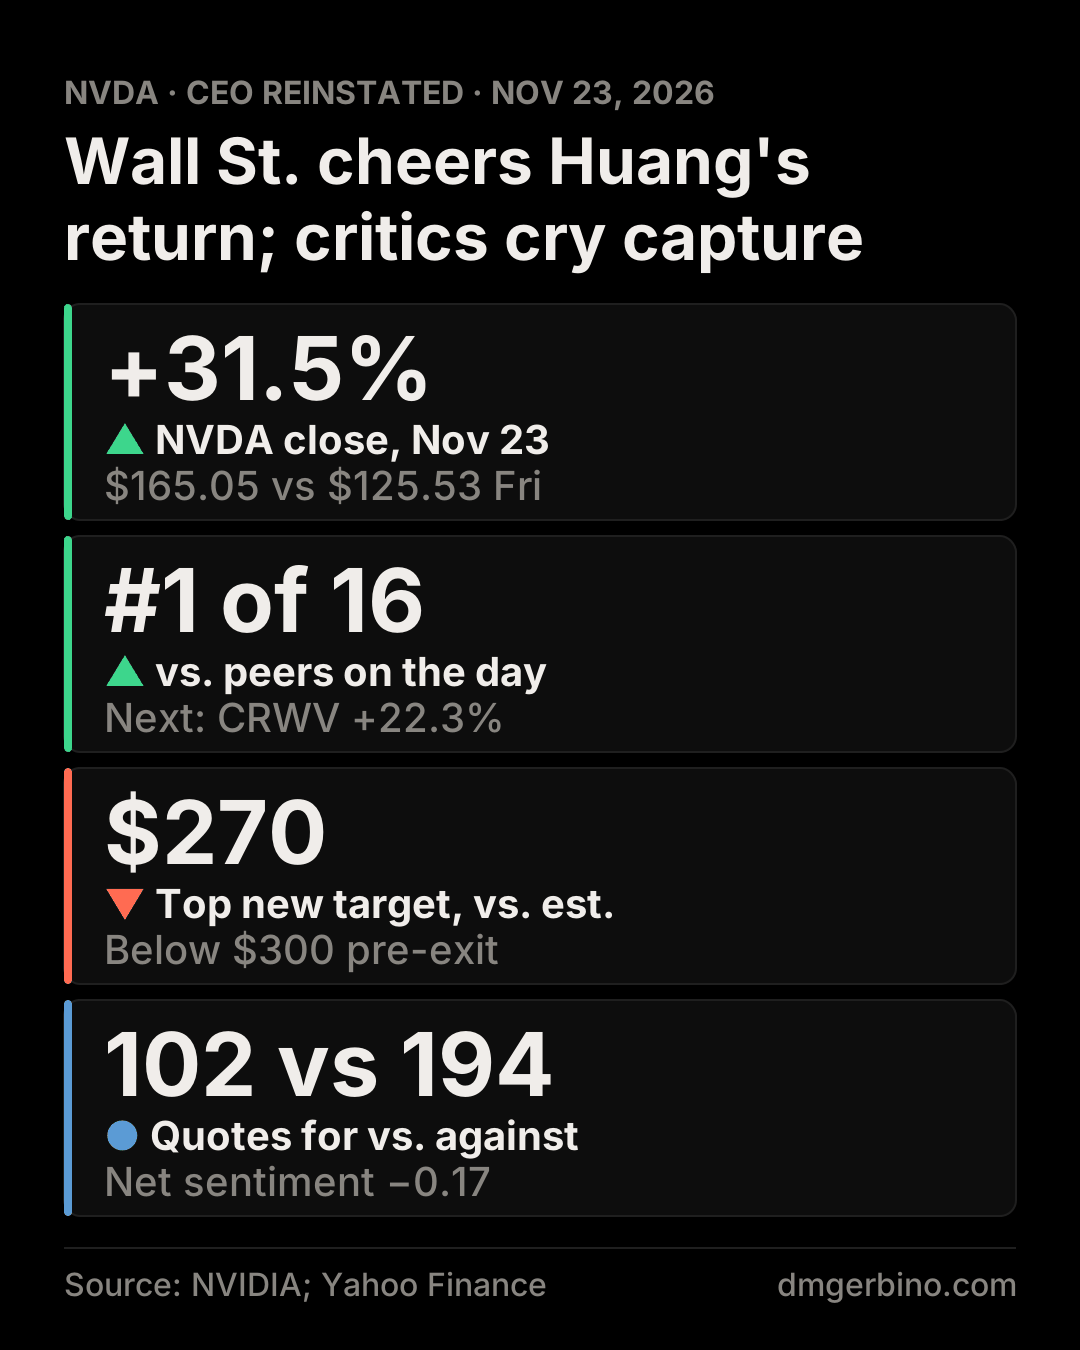 NVDA · CEO REINSTATED · NOV 23, 2026
Wall St. cheers Huang's
return; critics cry capture
+31.5%
▲ NVDA close, Nov 23
$165.05 vs $125.53 Fri
#1 of 16
▲ vs. peers on the day
Next: CRWV +22.3%
$270
▼ Top new target, vs. est.
Below $300 pre-exit
102 vs 194
● Quotes for vs. against
Net sentiment −0.17
Source: NVIDIA; Yahoo Finance
dmgerbino.com